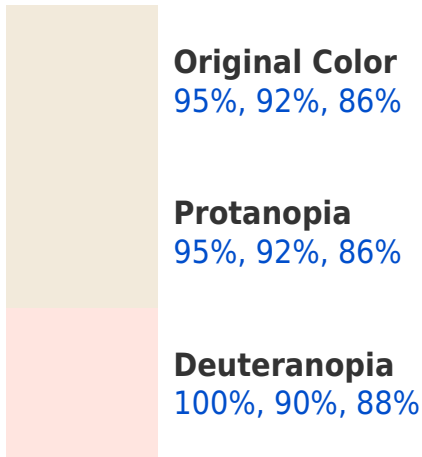 Original Color
95%, 92%, 86%
Protanopia
95%, 92%, 86%
Deuteranopia
100%, 90%, 88%